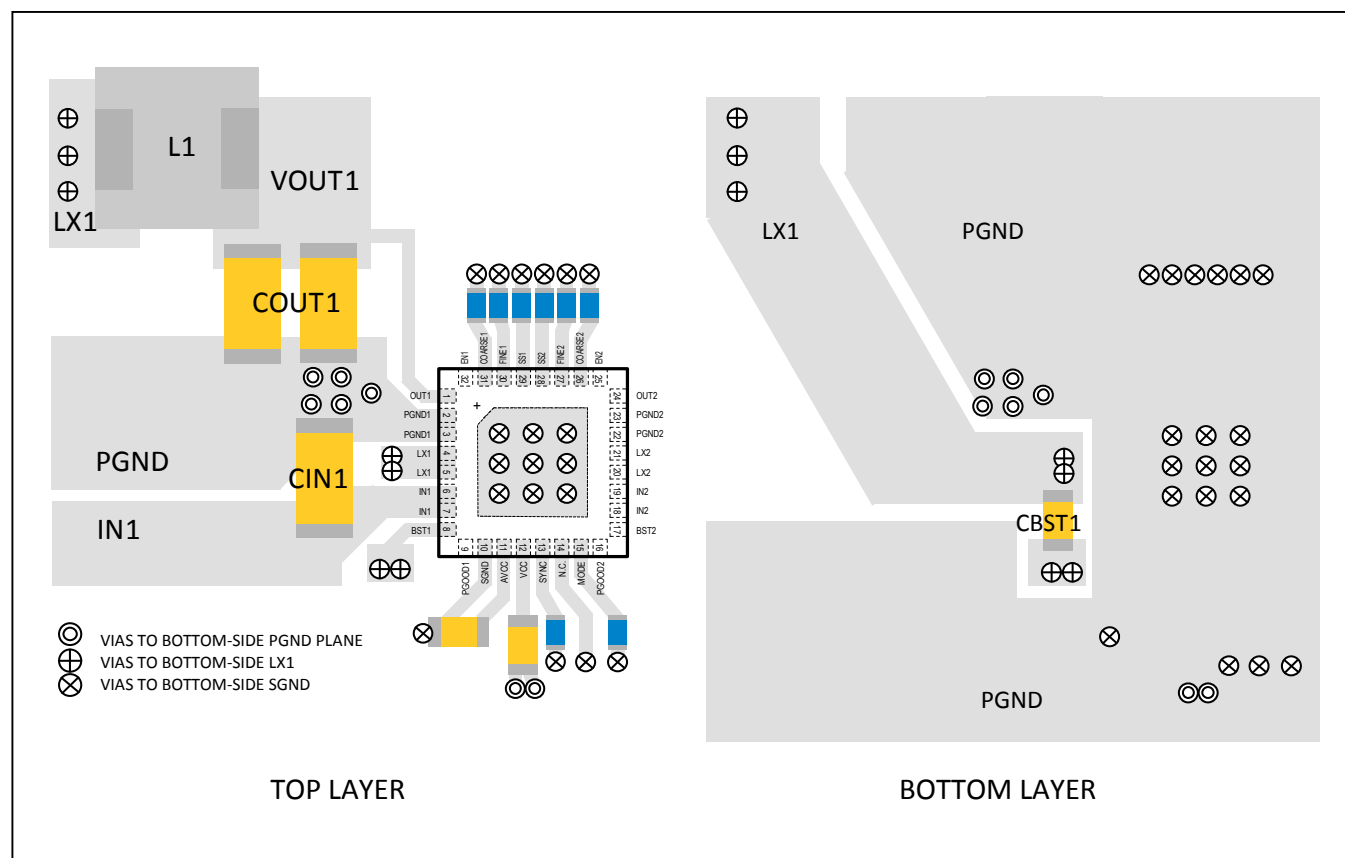 L1
VOUT1
LX1
COUT1
PGND
CIN1
IN1
EN1
COARSE1
FINE1
SS1
SS2
FINE2
COARSE2
EN2
32
31
30
29
28
27
26
25
OUT1 1
PGND1 2
PGND1 3
LX1 4
LX1 5
IN1 6
IN1 7
BST1 8
+
24 OUT2
23 PGND2
22 PGND2
21 LX2
20 LX2
19 IN2
18 IN2
17 BST2
9
10
11
12
13
14
15
16
PGOOD1
SGND
AVCC
VCC
SYNC
N.C.
MODE
PGOOD2
VIAS TO BOTTOM-SIDE PGND PLANE
VIAS TO BOTTOM-SIDE LX1
VIAS TO BOTTOM-SIDE SGND
TOP LAYER
LX1
PGND
CBST1
PGND
BOTTOM LAYER